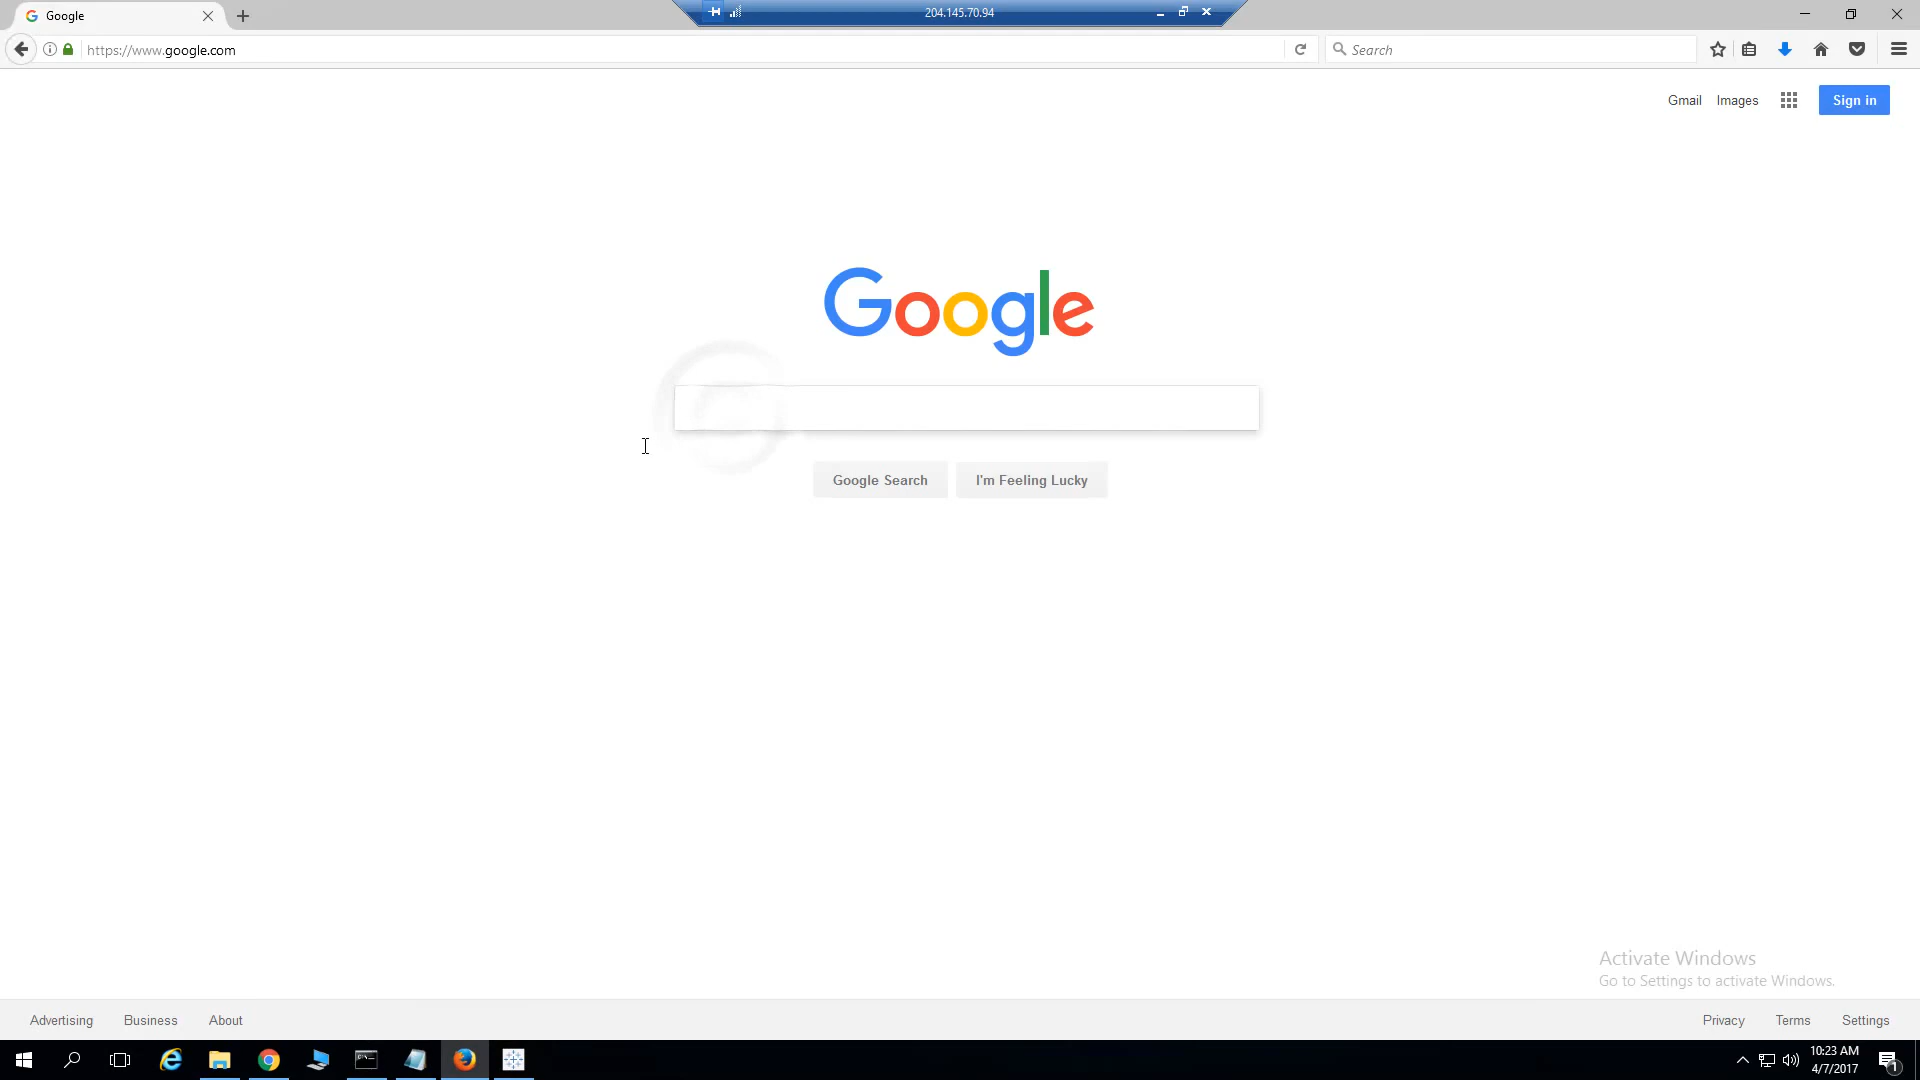 Google
204.145.70.94
https://www.google.com
Search
Gmail Images Sign in
Google
Google Search I'm Feeling Lucky
Activate Windows
Go to Settings to activate Windows.
Advertising Business About Privacy Terms Settings
10:23 AM
4/7/2017
1